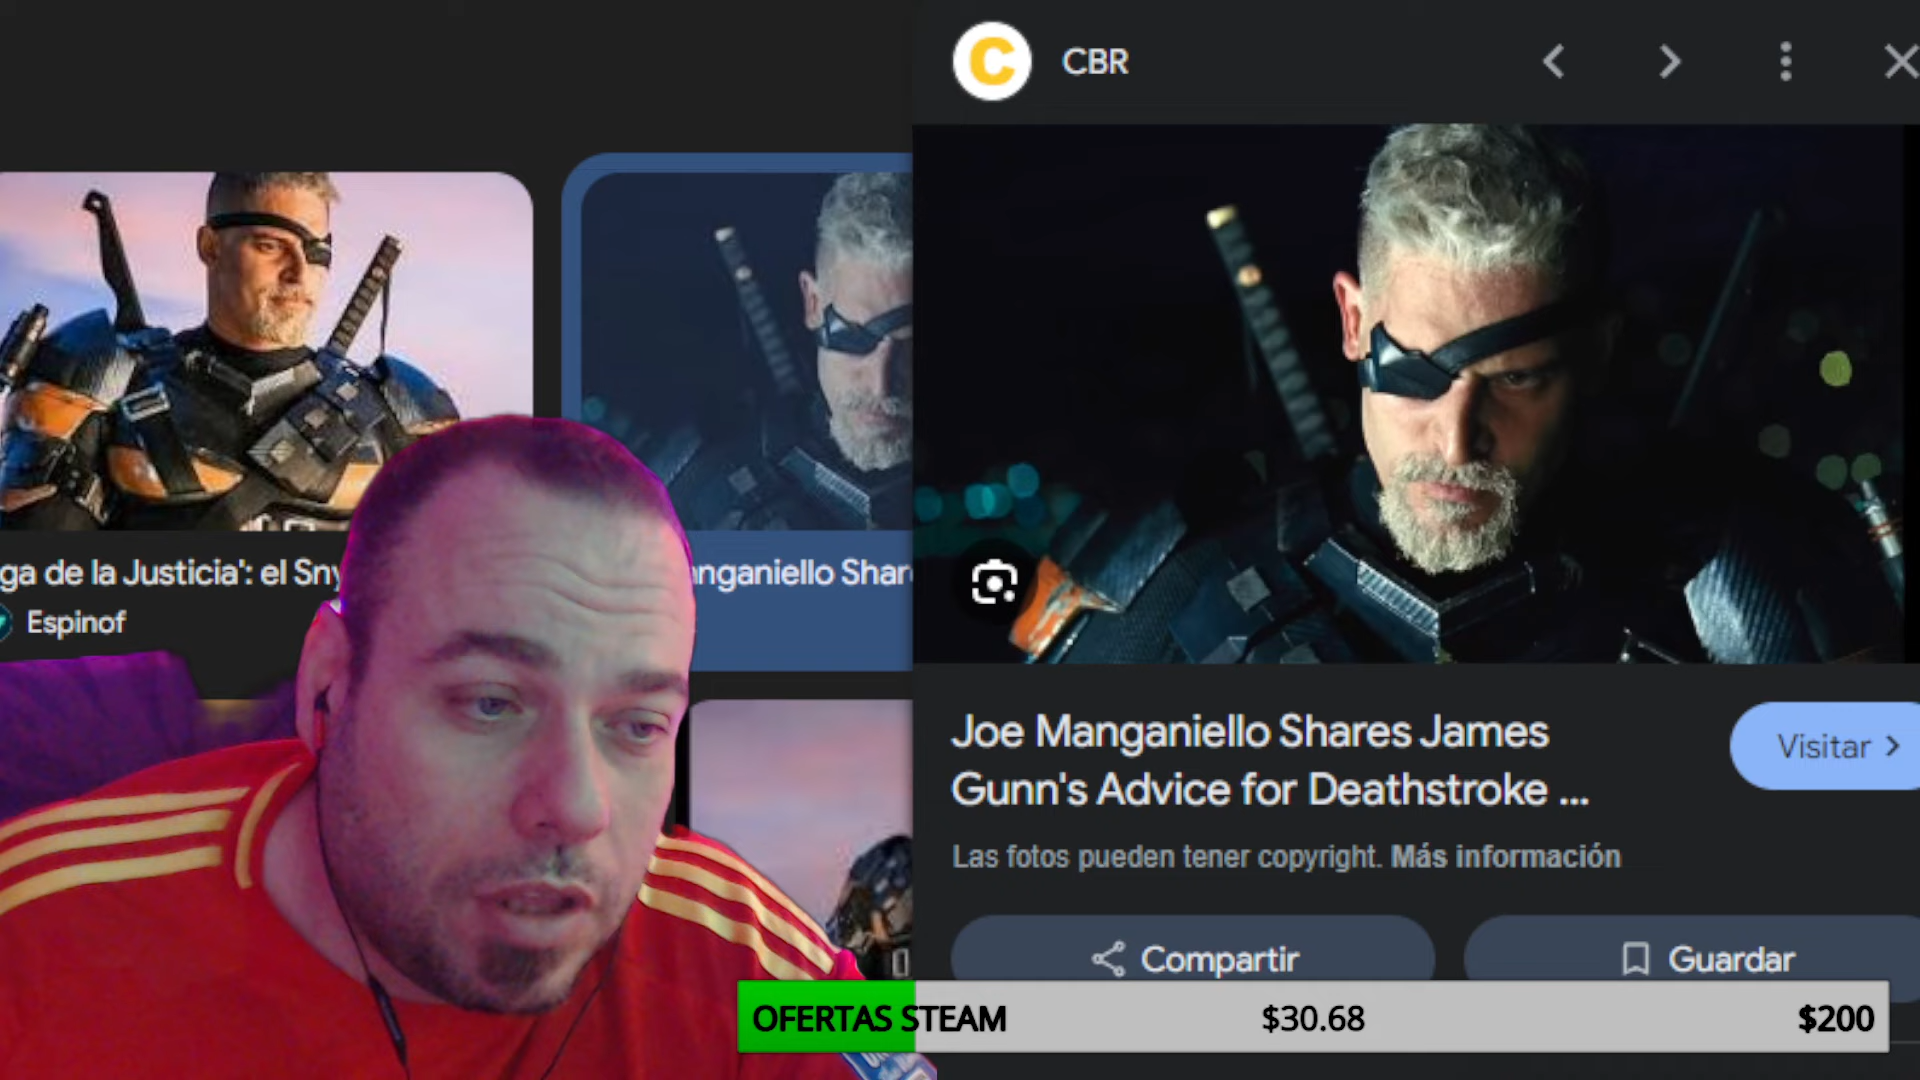 CBR
ga de la Justicia': el Sny
Espinof
nganiello Shar
Joe Manganiello Shares James
Gunn's Advice for Deathstroke ...
Visitar
Las fotos pueden tener copyright. Más información
Compartir
Guardar
OFERTAS STEAM
$30.68
$200